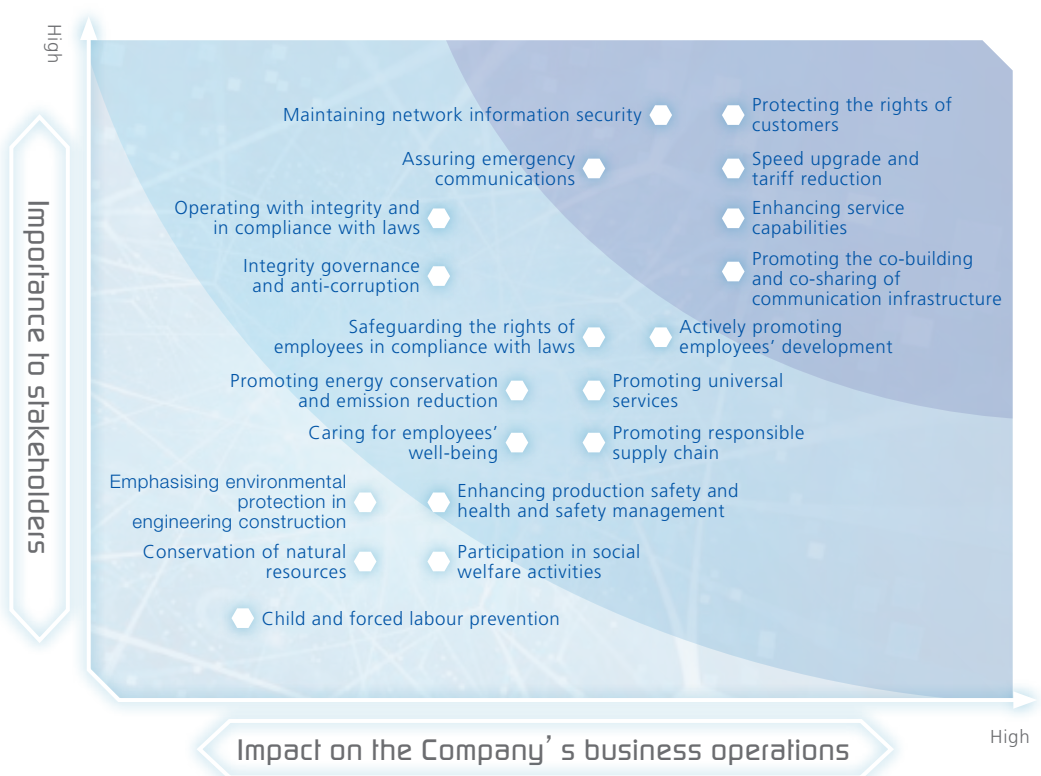 High
Importance to stakeholders
Maintaining network information security
Protecting the rights of
customers
Assuring emergency
communications
Speed upgrade and
tariff reduction
Operating with integrity and
in compliance with laws
Enhancing service
capabilities
Integrity governance
and anti-corruption
Promoting the co-building
and co-sharing of
communication infrastructure
Safeguarding the rights of
employees in compliance with laws
Actively promoting
employees’ development
Promoting energy conservation
and emission reduction
Promoting universal
services
Caring for employees’
well-being
Promoting responsible
supply chain
Emphasising environmental
protection in
engineering construction
Enhancing production safety and
health and safety management
Conservation of natural
resources
Participation in social
welfare activities
Child and forced labour prevention
Impact on the Company’s business operations
High